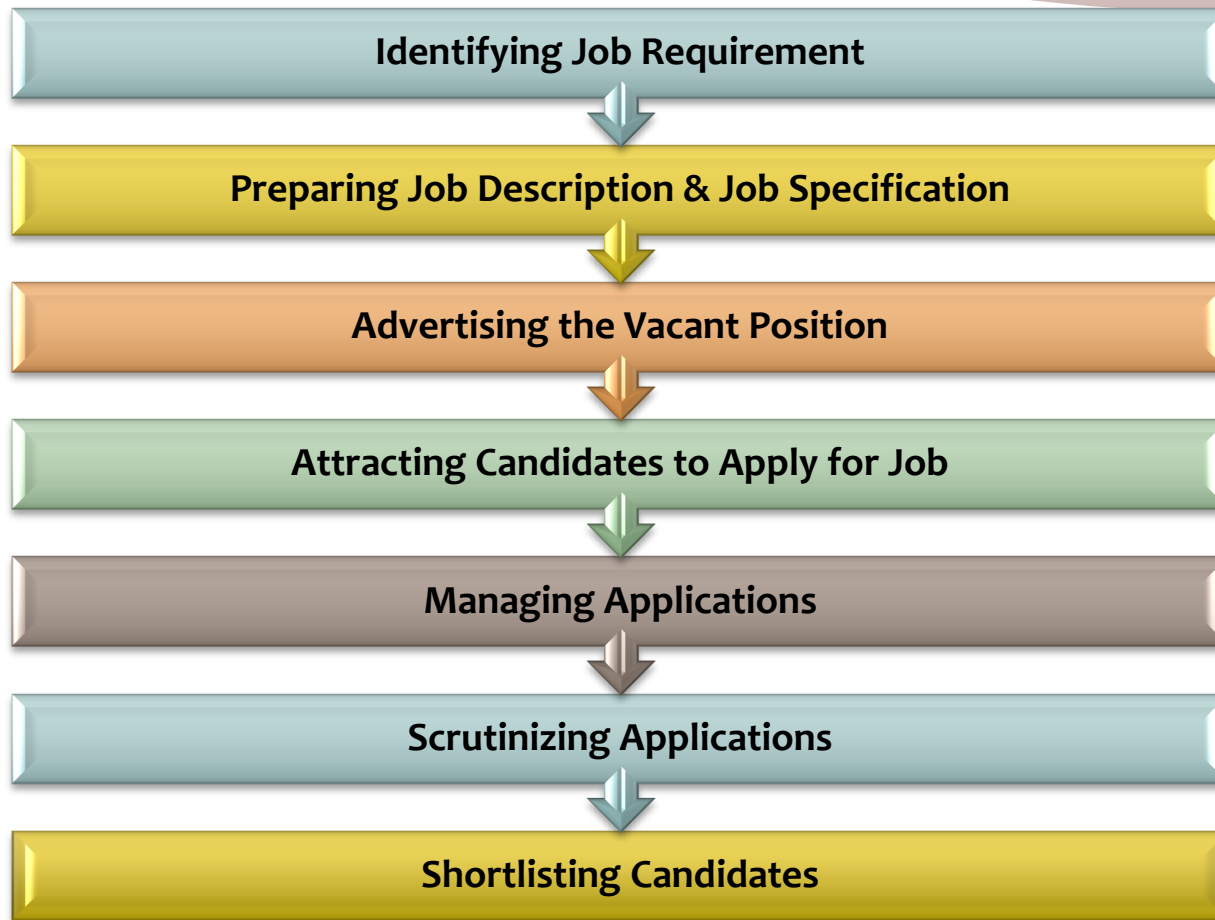 Identifying Job Requirement
Preparing Job Description & Job Specification
Advertising the Vacant Position
Attracting Candidates to Apply for Job
Managing Applications
Scrutinizing Applications
Shortlisting Candidates